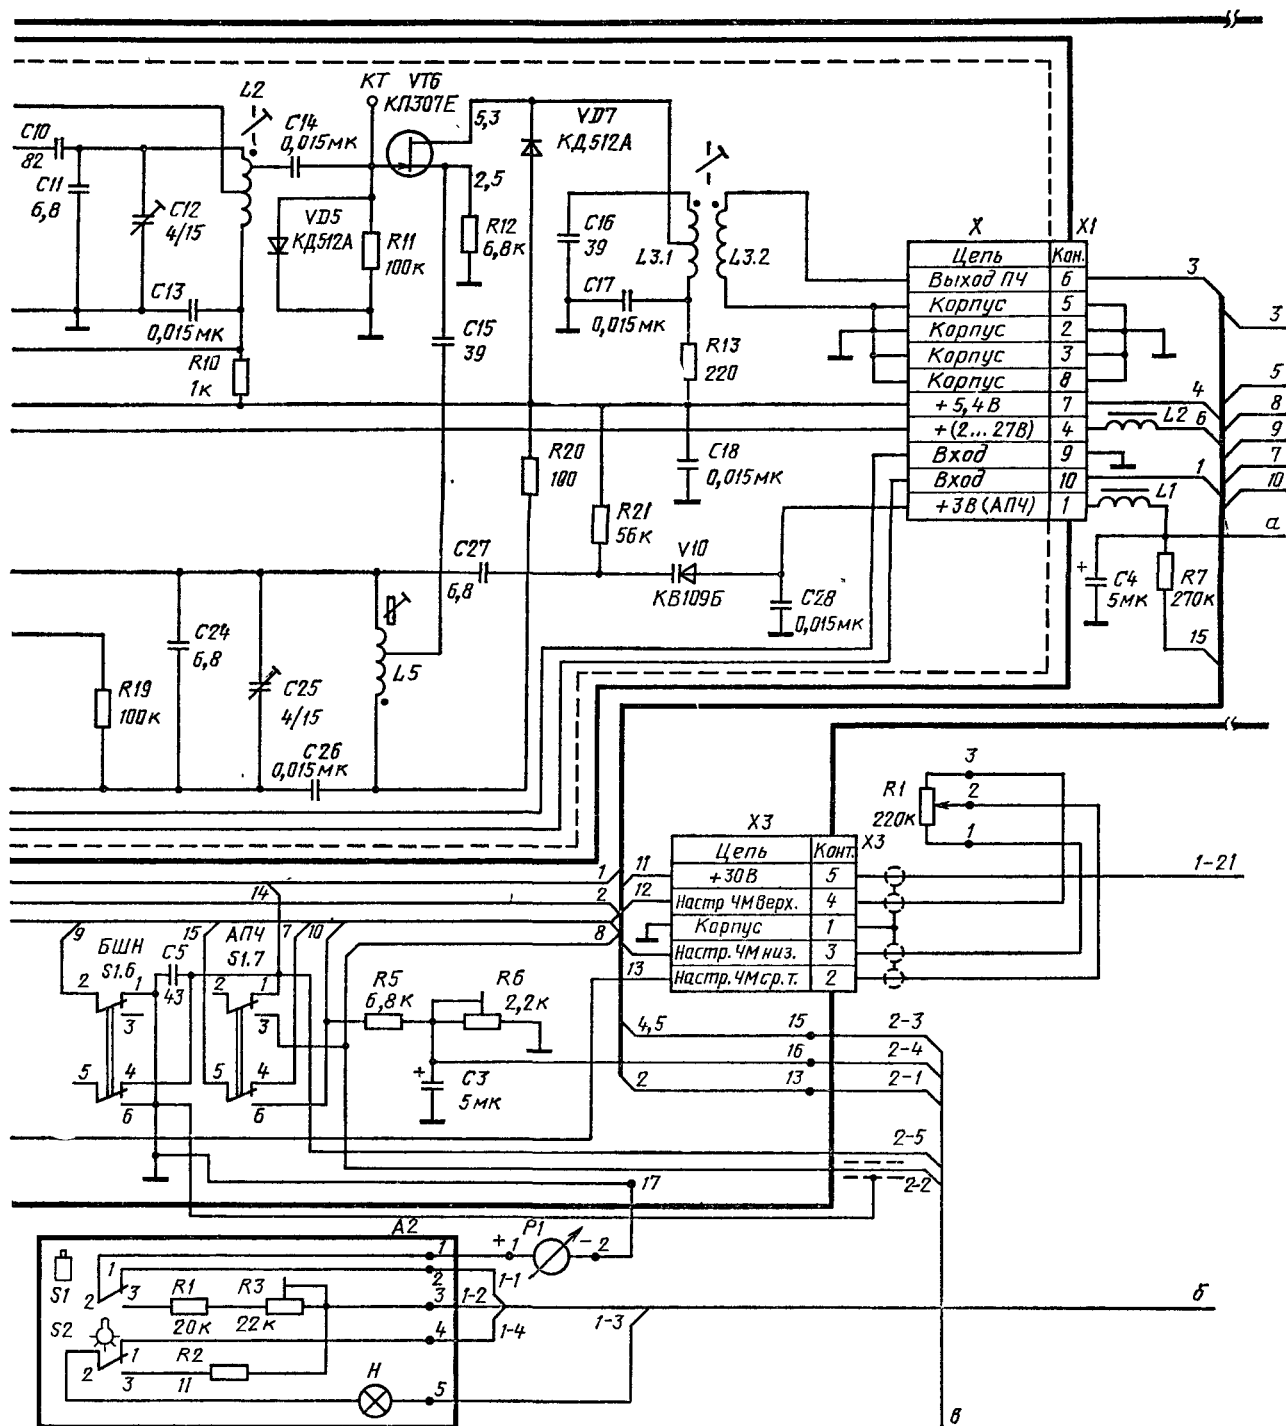 L2
КТ VT6
КП307Е
5,3
2,5
C10
82
C11
6,8
C12
4/15
C13
0,015мк
C14
0,015мк
VD5
КД512А
R10
1к
R11
100к
R12
6,8к
C15
39
VD7
КД512А
C16
39
C17
0,015мк
L3.1
L3.2
R13
220
C18
0,015мк
R20
100
R21
56к
X X1
Цепь Кон.
Выход ПЧ 6
Корпус 5
Корпус 2
Корпус 3
Корпус 8
+5,4В 7
+(2...27В) 4
Вход 9
Вход 10
+3В(АПЧ) 1
3
4
L2
6
1
L1
3
5
8
9
7
10
а
+
C4
5мк
R7
270к
15
C27
6,8
V10
КВ109Б
C28
0,015мк
R19
100к
C24
6,8
C25
4/15
C26
0,015мк
L5
R1
220к
3
2
1
X3 X3
Цепь Конт.
+30В 5
Настр ЧМ верх. 4
Корпус 1
Настр. ЧМ низ. 3
Настр. ЧМ ср.т. 2
1-21
1
2
8
11
12
13
14
9
БШН
S1.6
15
C5
43
АПЧ
S1.7
7
10
2 1
3
5 4
6
2 1
3
5 4
6
R5
6,8к
R6
2,2к
+
C3
5мк
4,5 15 2-3
16 2-4
2 13 2-1
2-5
2-2
17
A2
+ 1 P1 - 2
S1
1
2
3
R1
20к
R3
22к
1
2
3
4
5
1-1
1-2
1-4
1-3
б
S2
1
2
3
R2
11
H
в